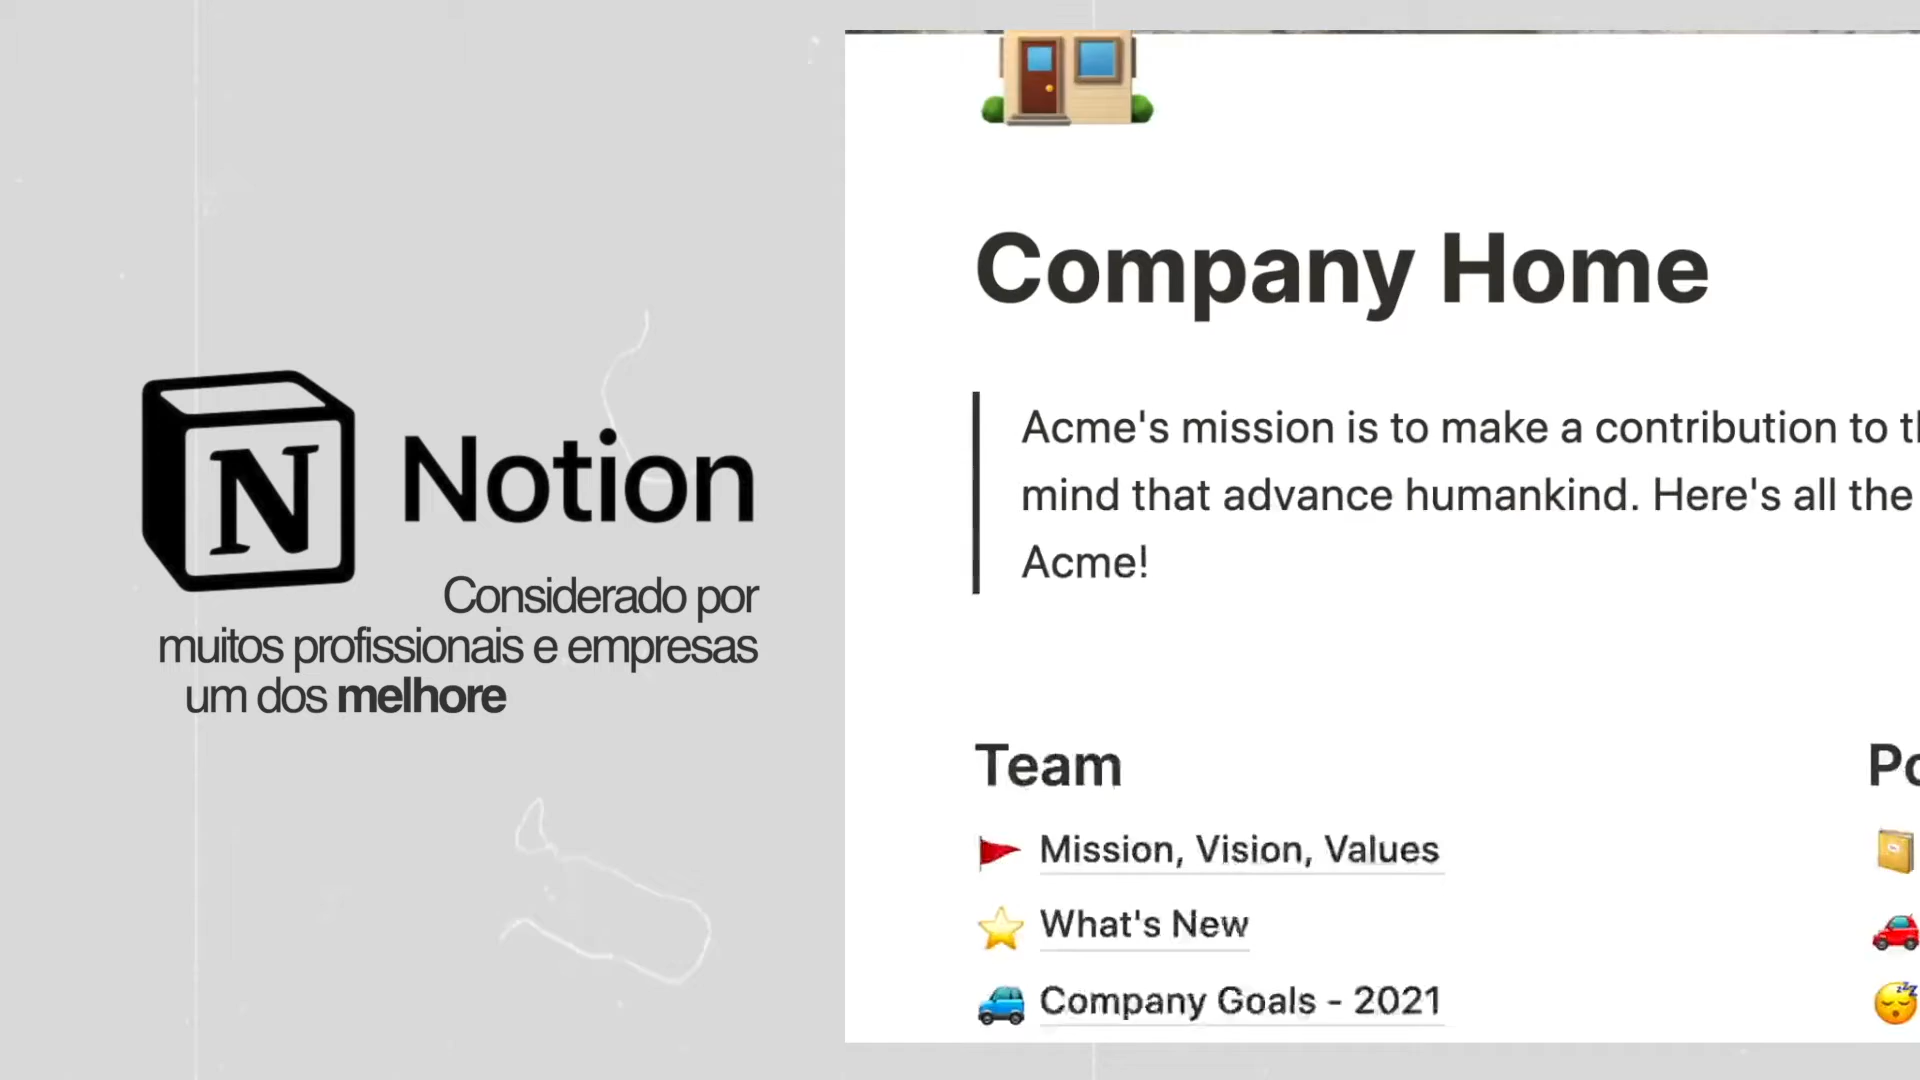 N Notion
Considerado por
muitos profissionais e empresas
um dos melhore
Company Home
Acme's mission is to make a contribution to
mind that advance humankind. Here's all the
Acme!
Team
Mission, Vision, Values
What's New
Company Goals - 2021